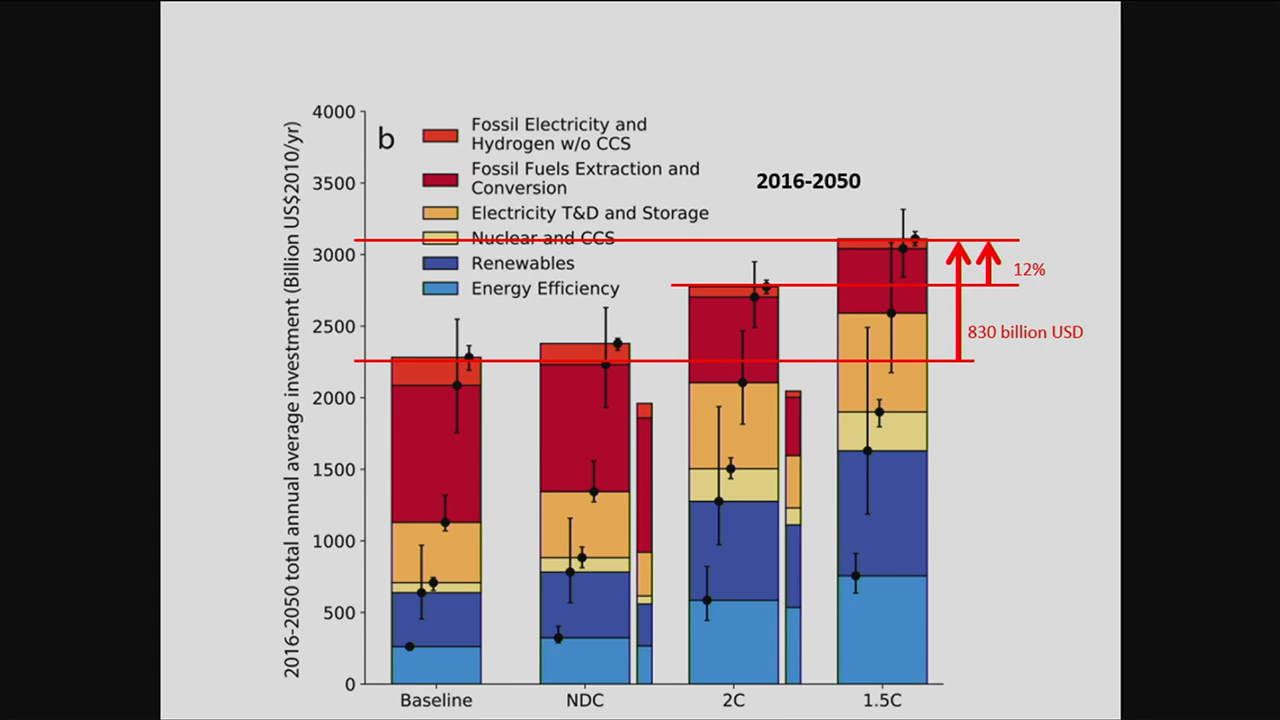 2016-2050 total annual average investment (Billion US$2010/yr)
4000
3500
3000
2500
2000
1500
1000
500
0
b
Fossil Electricity and
Hydrogen w/o CCS
Fossil Fuels Extraction and
Conversion
Electricity T&D and Storage
Nuclear and CCS
Renewables
Energy Efficiency
2016-2050
12%
830 billion USD
Baseline
NDC
2C
1.5C